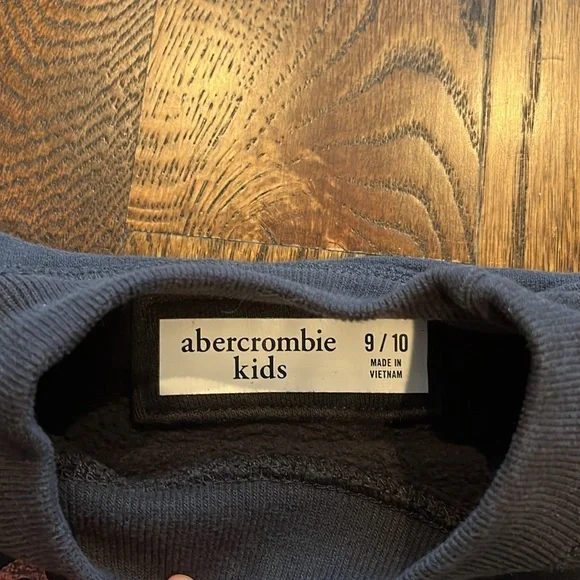 abercrombie
kids
9 / 10
MADE IN
VIETNAM